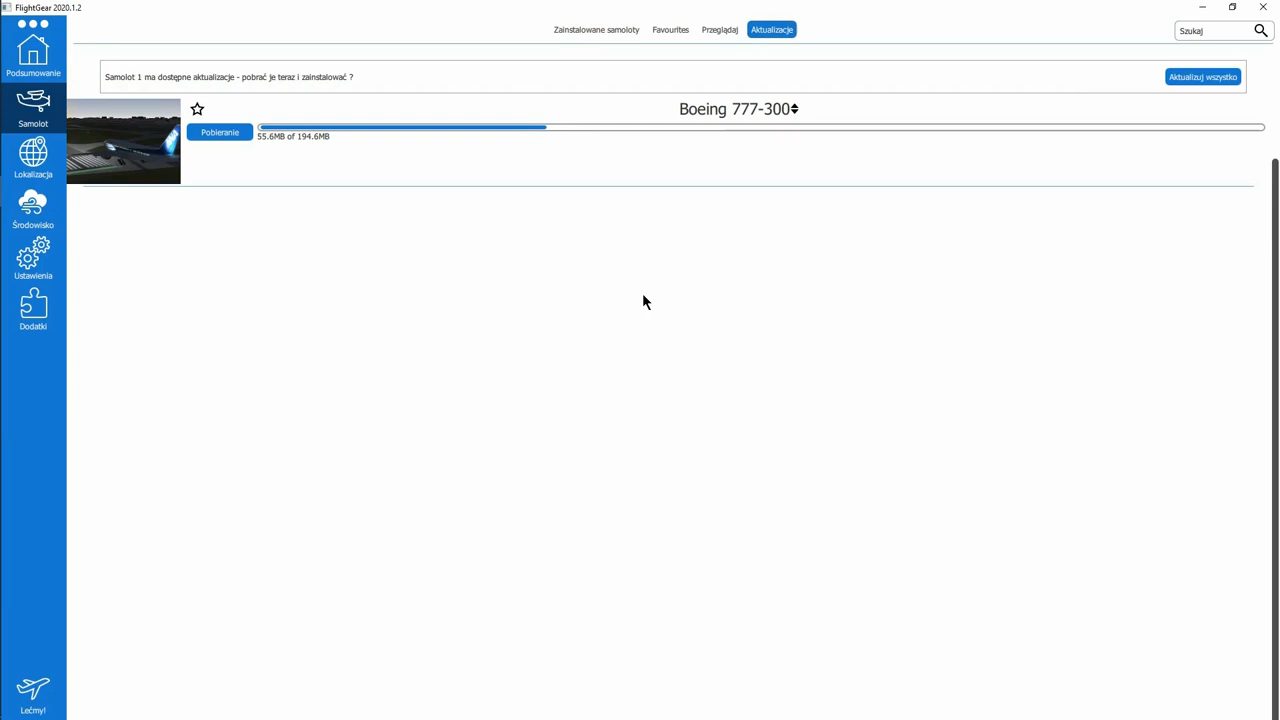 FlightGear 2020.1.2
Podsumowanie
Samolot
Lokalizacja
Środowisko
Ustawienia
Dodatki
Lećmy!
Zainstalowane samoloty
Favourites
Przeglądaj
Aktualizacje
Szukaj
Samolot 1 ma dostępne aktualizacje - pobrać je teraz i zainstalować ?
Aktualizuj wszystko
Boeing 777-300
Pobieranie
55.6MB of 194.6MB